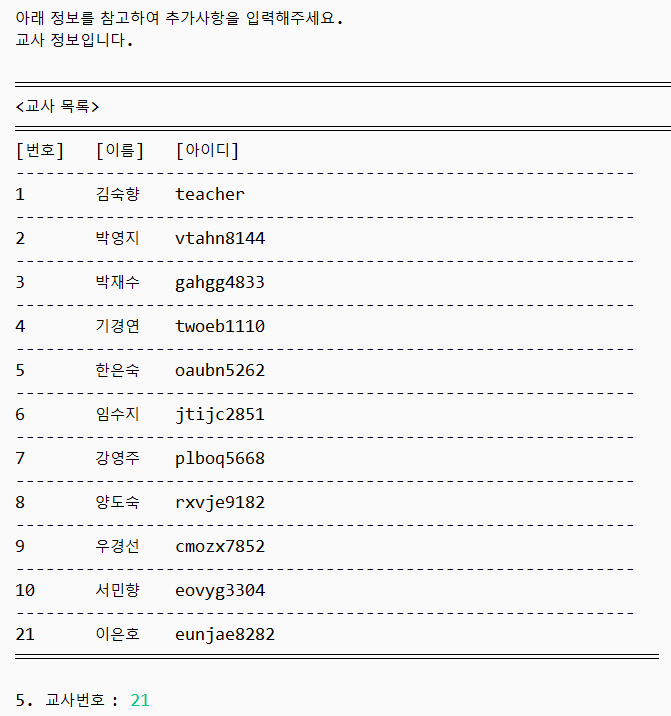 아래 정보를 참고하여 추가사항을 입력해주세요.
교사 정보입니다.
<교사 목록>
[번호] [이름] [아이디]
1 김숙향 teacher
2 박영지 vtahn8144
3 박재수 gahgg4833
4 기경연 twoeb1110
5 한은숙 oaubn5262
6 임수지 jtijc2851
7 강영주 plboq5668
8 양도숙 rxvje9182
9 우경선 cmozx7852
10 서민향 eovyg3304
21 이은호 eunjae8282
5. 교사번호 : 21